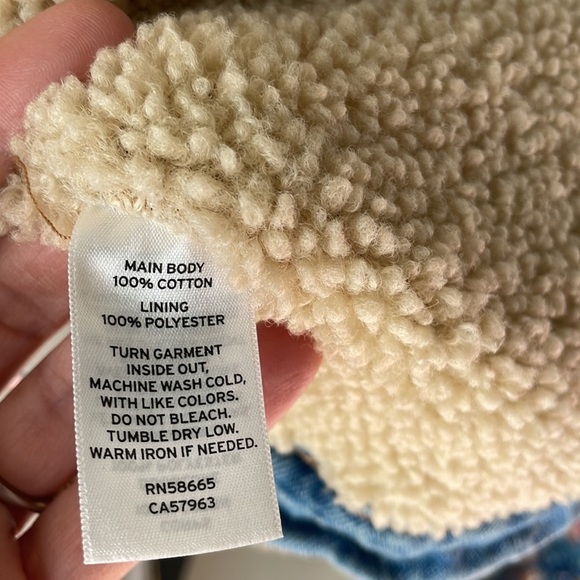 MAIN BODY
100% COTTON
LINING
100% POLYESTER
TURN GARMENT
INSIDE OUT,
MACHINE WASH COLD,
WITH LIKE COLORS.
DO NOT BLEACH.
TUMBLE DRY LOW.
WARM IRON IF NEEDED.
RN58665
CA57963